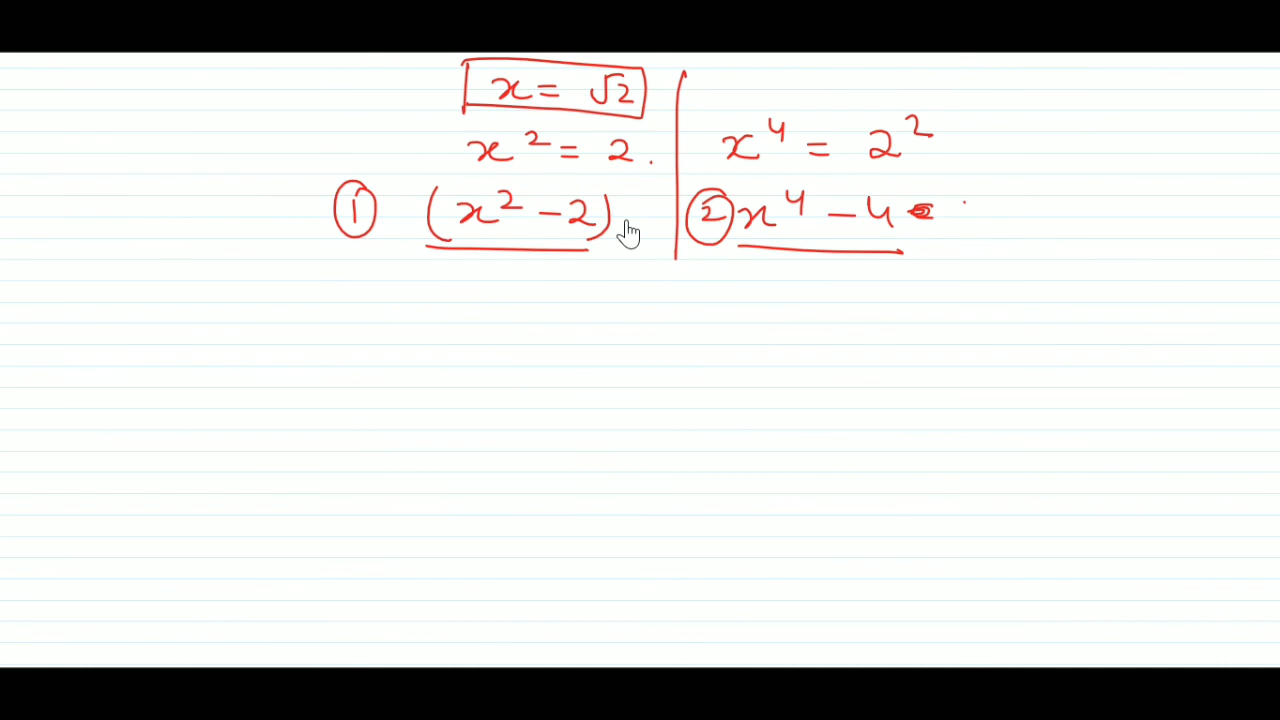 x = √2
x² = 2.
① (x² - 2)
x⁴ = 2²
② x⁴ - 4